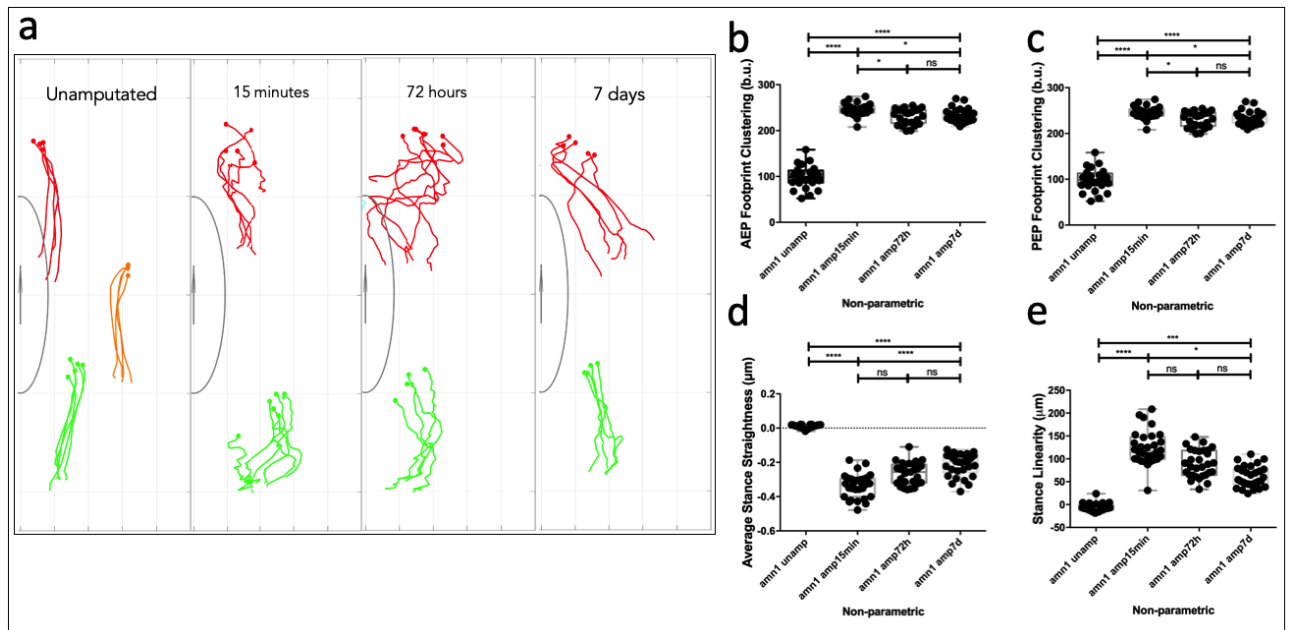 a
Unamputated
15 minutes
72 hours
7 days
b
****
**** *
* ns
AEP Footprint Clustering (b.u.)
300
200
100
0
amn1 unamp
amn1 amp15min
amn1 amp72h
amn1 amp7d
Non-parametric
c
****
**** *
* ns
PEP Footprint Clustering (b.u.)
300
200
100
0
amn1 unamp
amn1 amp15min
amn1 amp72h
amn1 amp7d
Non-parametric
d
****
**** ****
ns ns
Average Stance Straightness (µm)
0.2
0.0
-0.2
-0.4
-0.6
amn1 unamp
amn1 amp15min
amn1 amp72h
amn1 amp7d
Non-parametric
e
***
**** *
ns ns
Stance Linearity (µm)
250
200
150
100
50
0
-50
amn1 unamp
amn1 amp15min
amn1 amp72h
amn1 amp7d
Non-parametric